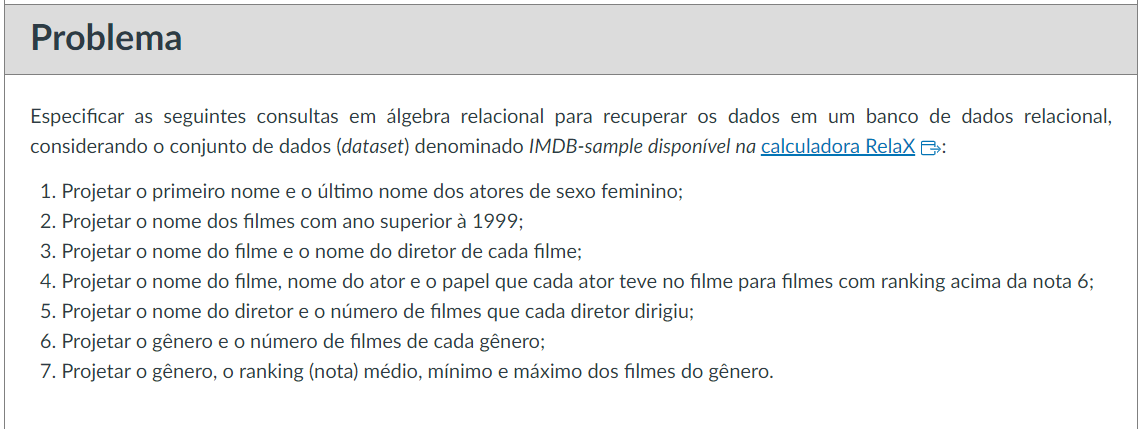 Problema
Especificar as seguintes consultas em álgebra relacional para recuperar os dados em um banco de dados relacional,
considerando o conjunto de dados (dataset) denominado IMDB-sample disponível na calculadora RelaX:
1. Projetar o primeiro nome e o último nome dos atores de sexo feminino;
2. Projetar o nome dos filmes com ano superior à 1999;
3. Projetar o nome do filme e o nome do diretor de cada filme;
4. Projetar o nome do filme, nome do ator e o papel que cada ator teve no filme para filmes com ranking acima da nota 6;
5. Projetar o nome do diretor e o número de filmes que cada diretor dirigiu;
6. Projetar o gênero e o número de filmes de cada gênero;
7. Projetar o gênero, o ranking (nota) médio, mínimo e máximo dos filmes do gênero.